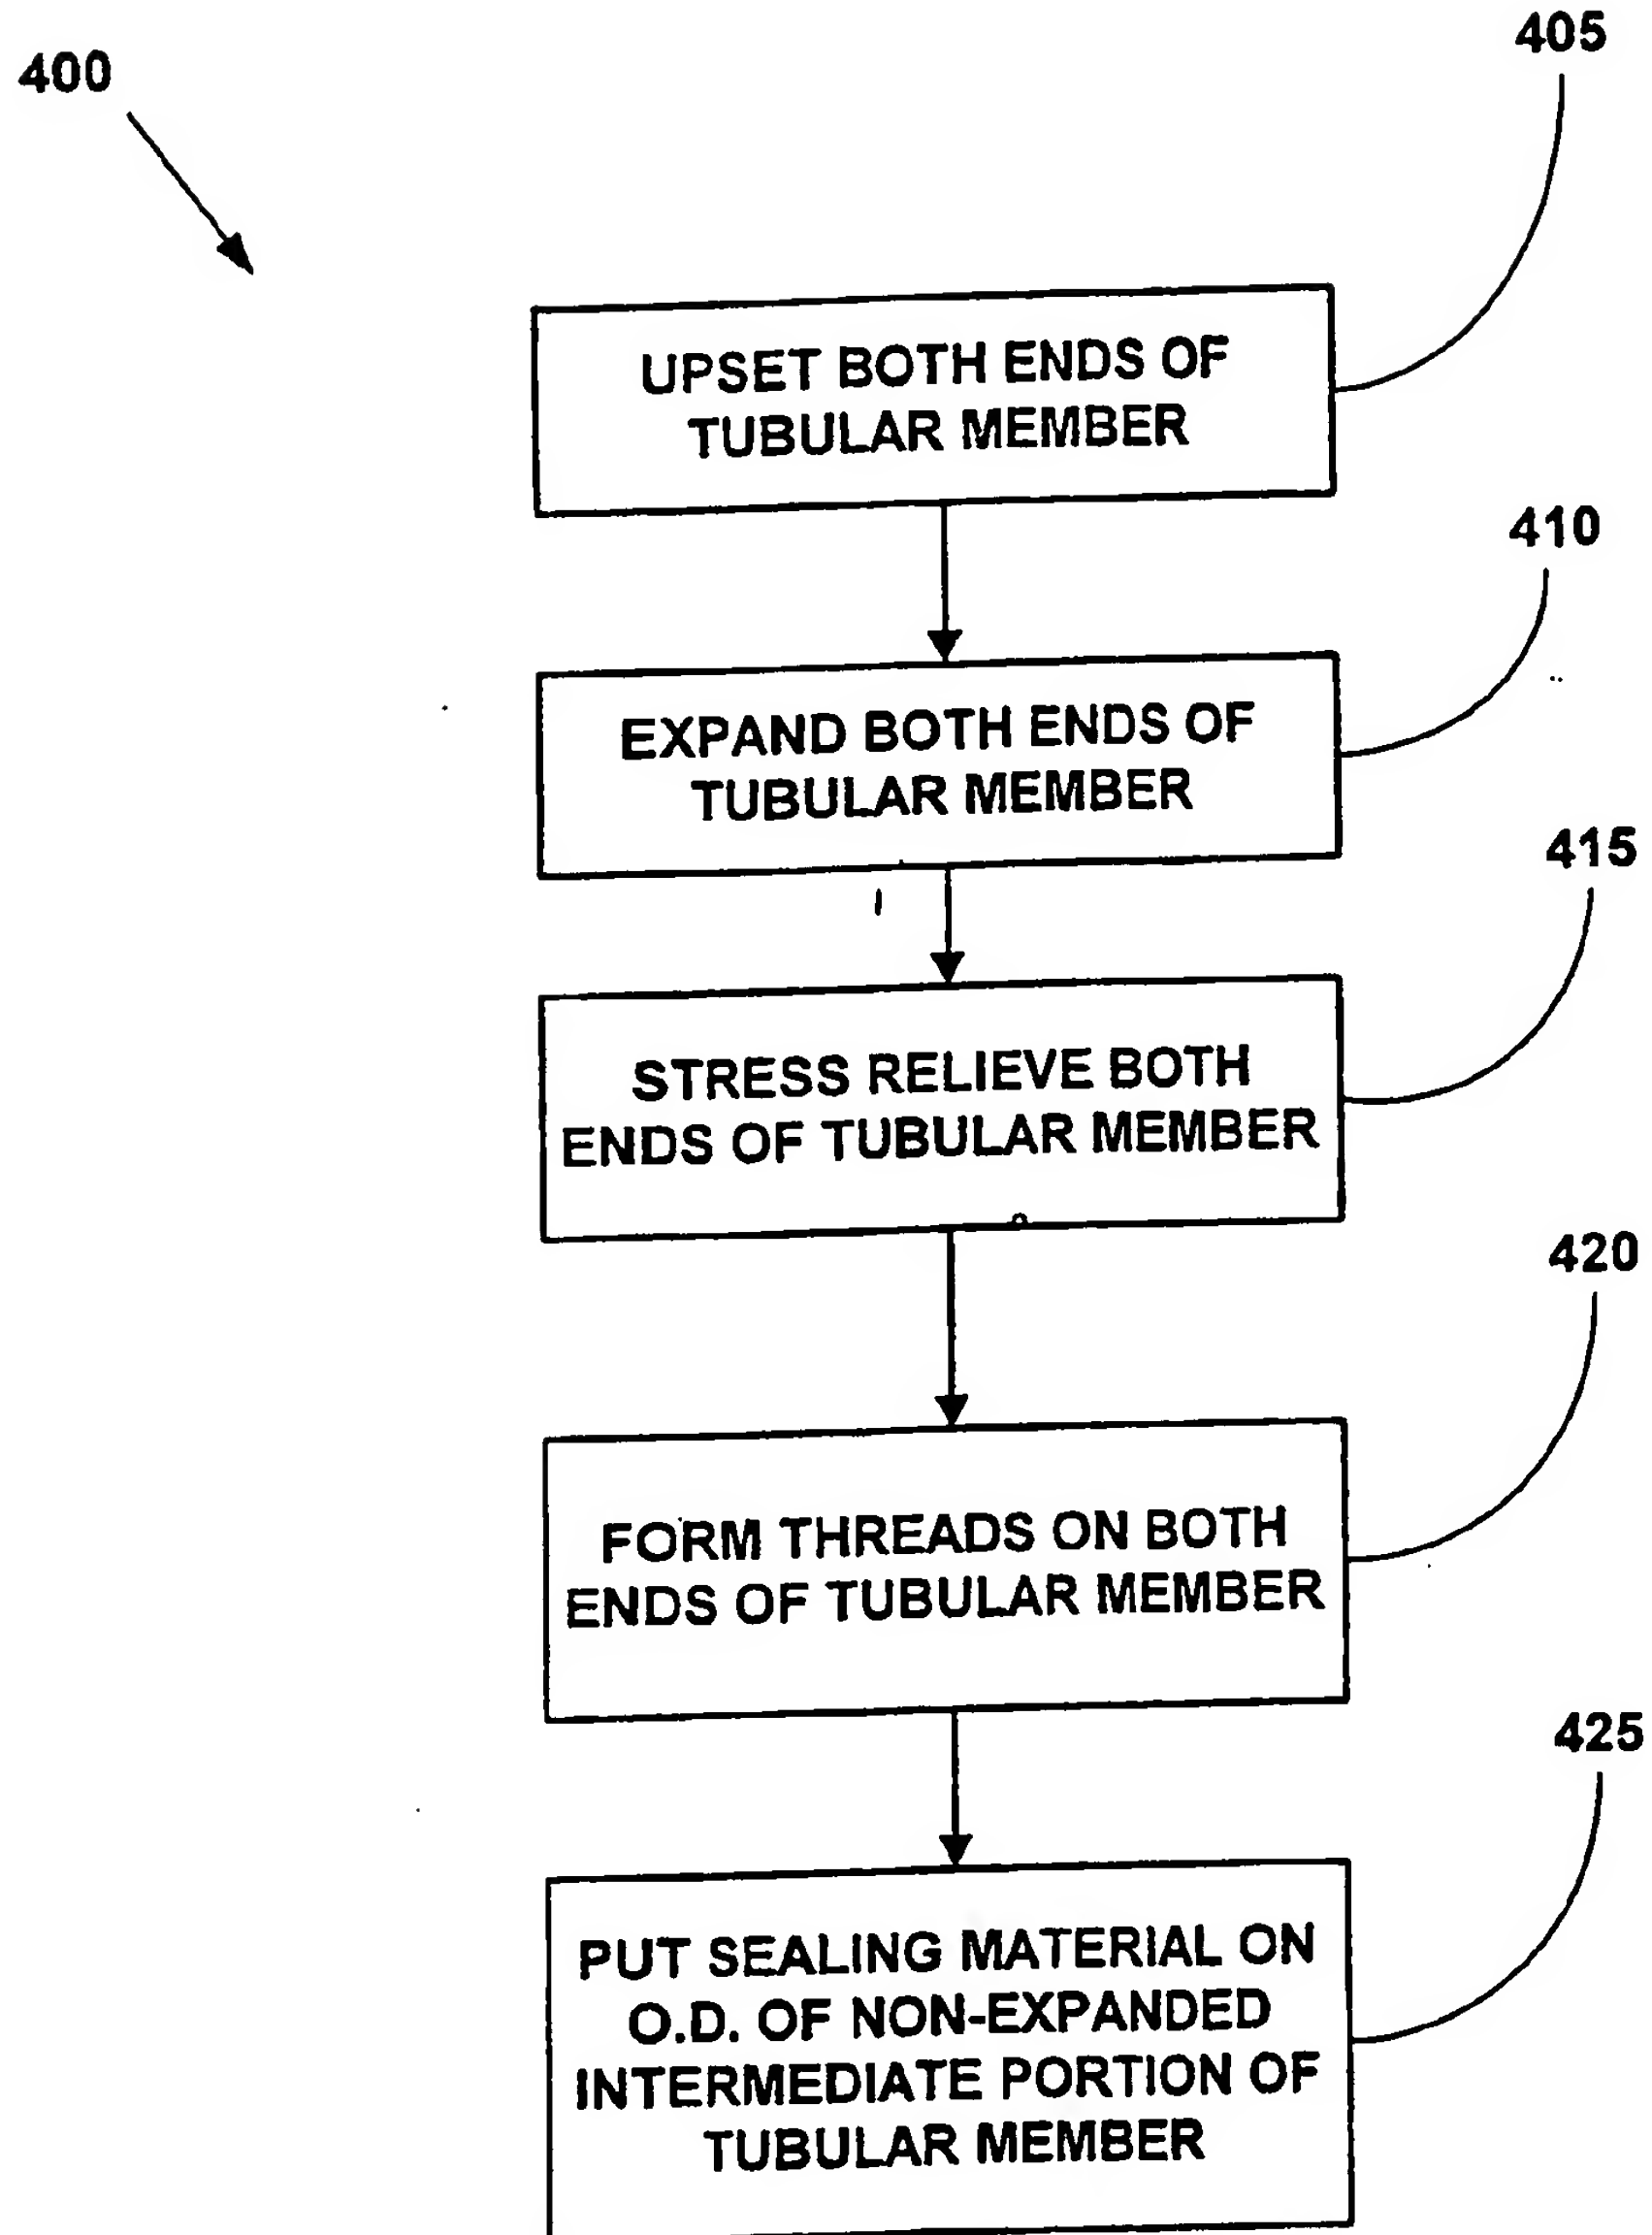 405
400
UPSET BOTH ENDS OF
TUBULAR MEMBER
410
EXPAND BOTH ENDS OF
TUBULAR MEMBER
415
STRESS RELIEVE BOTH
ENDS OF TUBULAR MEMBER
420
FORM THREADS ON BOTH
ENDS OF TUBULAR MEMBER
425
PUT SEALING MATERIAL ON
O.D. OF NON-EXPANDED
INTERMEDIATE PORTION OF
TUBULAR MEMBER